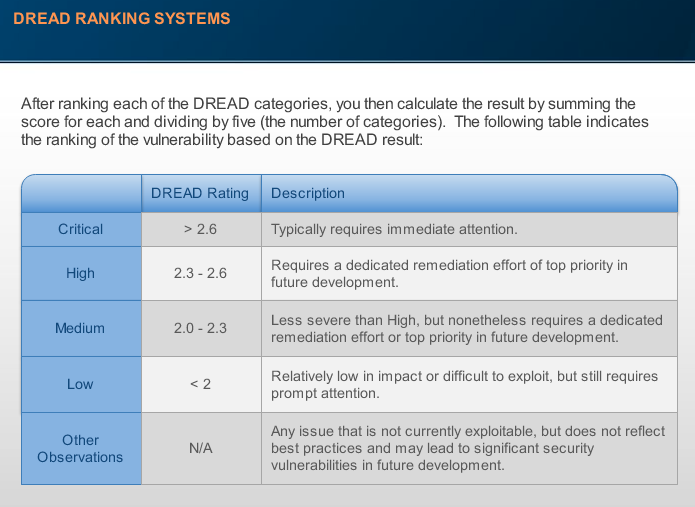 DREAD RANKING SYSTEMS
After ranking each of the DREAD categories, you then calculate the result by summing the
score for each and dividing by five (the number of categories).  The following table indicates
the ranking of the vulnerability based on the DREAD result:
DREAD Rating Description
Critical > 2.6 Typically requires immediate attention.
High 2.3 - 2.6 Requires a dedicated remediation effort of top priority in
future development.
Medium 2.0 - 2.3 Less severe than High, but nonetheless requires a dedicated
remediation effort or top priority in future development.
Low < 2 Relatively low in impact or difficult to exploit, but still requires
prompt attention.
Other
Observations
N/A
Any issue that is not currently exploitable, but does not reflect
best practices and may lead to significant security
vulnerabilities in future development.